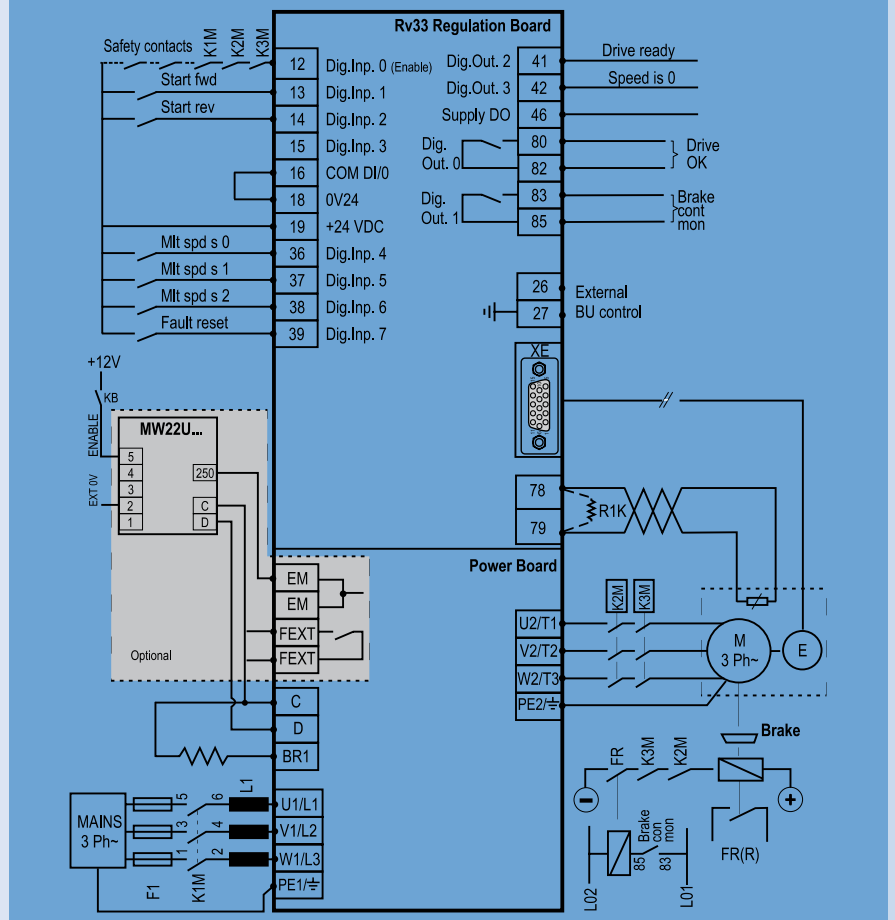 Rv33 Regulation Board
Safety contacts
K1M
K2M
K3M
12
Dig.Inp. 0 (Enable)
Start fwd
13
Dig.Inp. 1
Start rev
14
Dig.Inp. 2
15
Dig.Inp. 3
16
COM DI/0
18
0V24
19
+24 VDC
Mlt spd s 0
36
Dig.Inp. 4
Mlt spd s 1
37
Dig.Inp. 5
Mlt spd s 2
38
Dig.Inp. 6
Fault reset
39
Dig.Inp. 7
Dig.Out. 2
41
Drive ready
Dig.Out. 3
42
Speed is 0
Supply DO
46
Dig.
Out. 0
80
82
Drive
OK
Dig.
Out. 1
83
85
Brake
cont
mon
26
27
External
BU control
XE
78
79
R1K
+12V
KB
ENABLE
EXT 0V
MW22U...
5
4
3
2
1
250
C
D
Optional
EM
EM
FEXT
FEXT
C
D
BR1
Power Board
U2/T1
V2/T2
W2/T3
PE2/
K2M
K3M
M
3 Ph~
E
Brake
FR
K3M
K2M
−
+
FR(R)
Brake
con
mon
85
83
L02
L01
MAINS
3 Ph~
F1
5
6
3
4
1
2
K1M
L1
U1/L1
V1/L2
W1/L3
PE1/